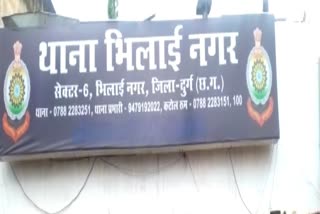 थाना भिलाई नगर
सेक्टर-6, भिलाई नगर, जिला-दुर्ग (छ.ग.)
थाना - 0788 2283251, थाना प्रभारी - 9479192022, कंट्रोल रुम - 0788 2283151, 100